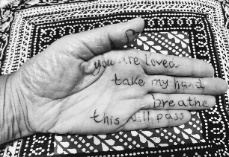 you are loved
take my hand
breathe
this will pass